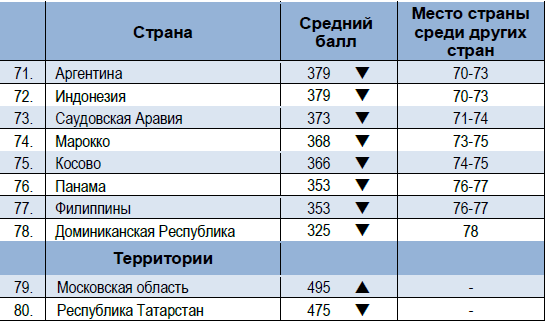 Страна Средний балл Место страны среди других стран
71. Аргентина 379 ▼ 70-73
72. Индонезия 379 ▼ 70-73
73. Саудовская Аравия 373 ▼ 71-74
74. Марокко 368 ▼ 73-75
75. Косово 366 ▼ 74-75
76. Панама 353 ▼ 76-77
77. Филиппины 353 ▼ 76-77
78. Доминиканская Республика 325 ▼ 78
Территории
79. Московская область 495 ▲ -
80. Республика Татарстан 475 ▼ -